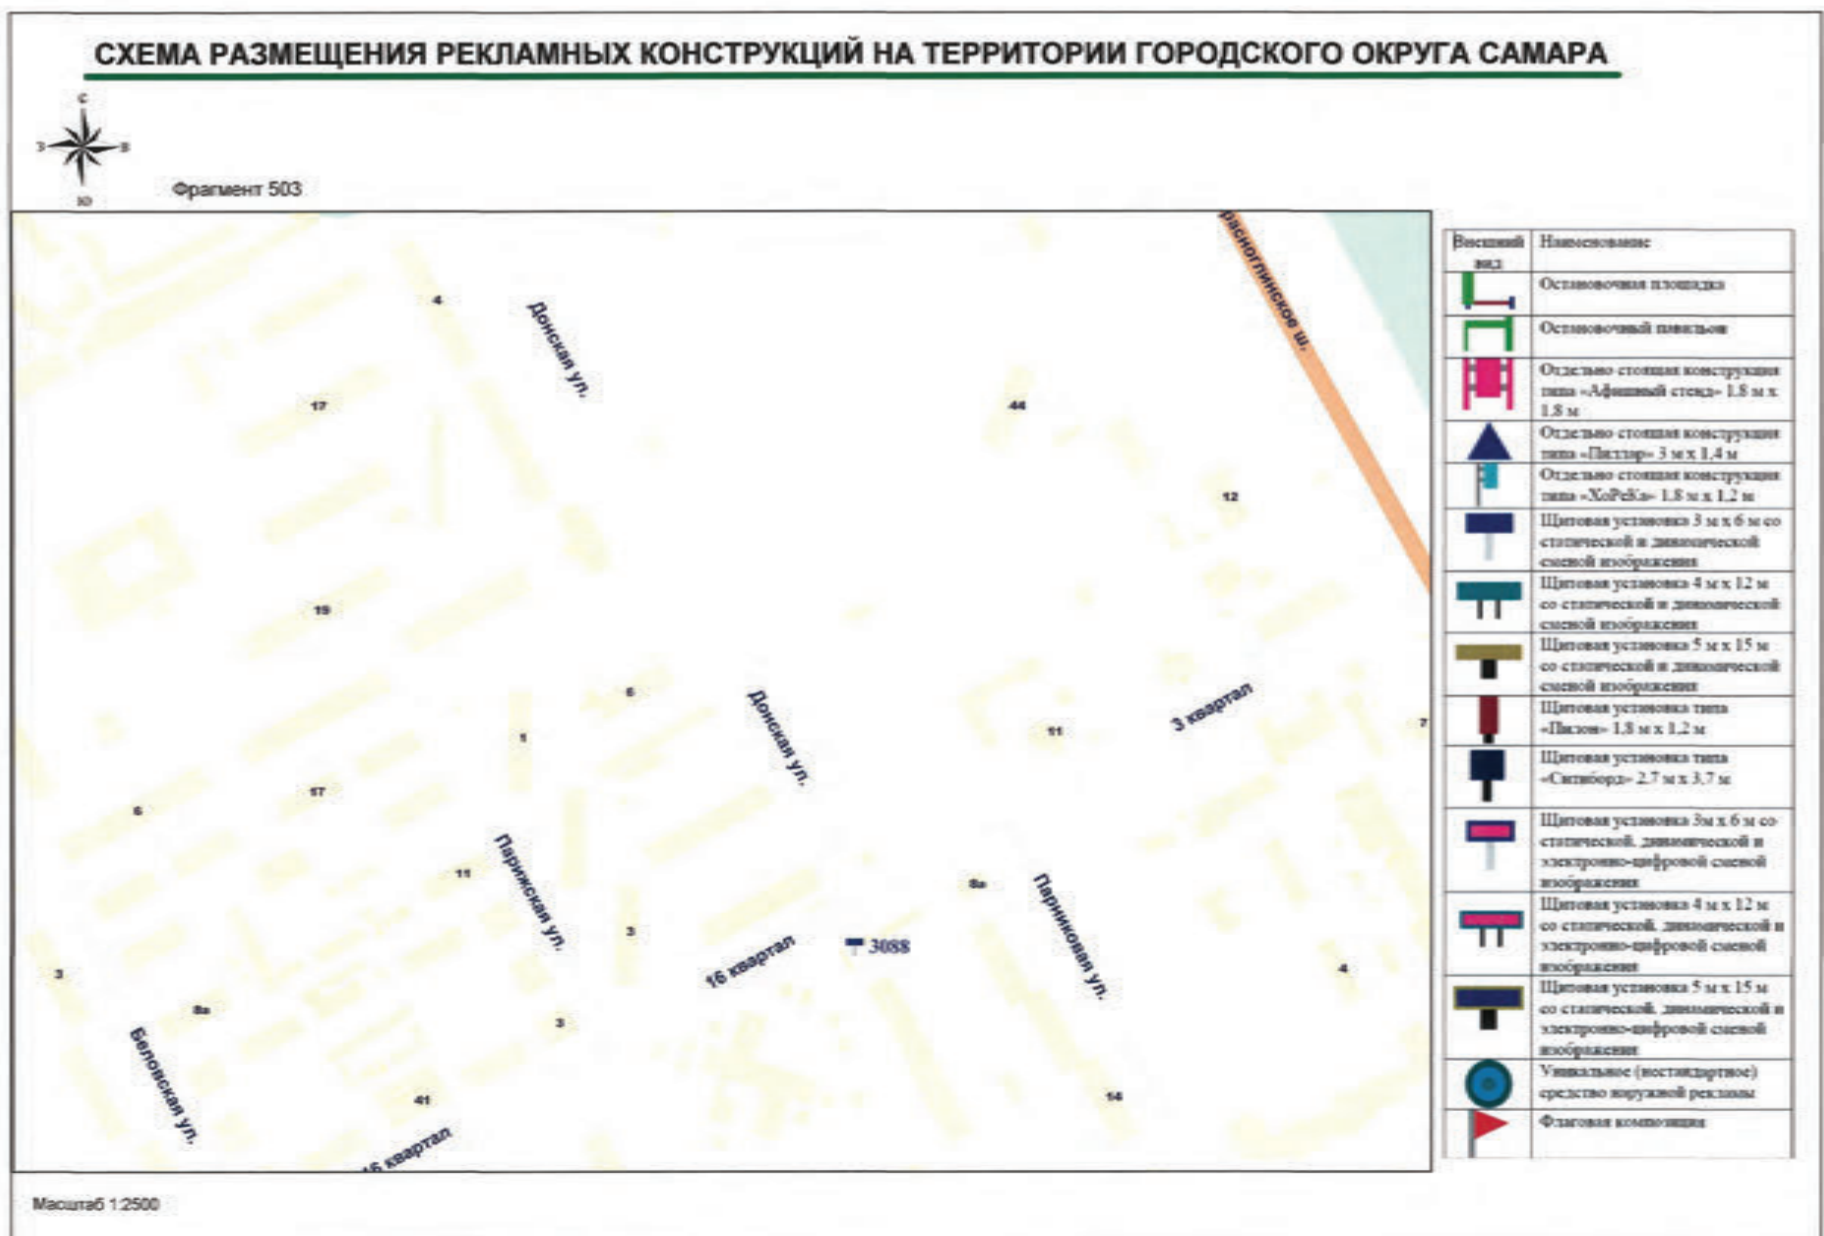 СХЕМА РАЗМЕЩЕНИЯ РЕКЛАМНЫХ КОНСТРУКЦИЙ НА ТЕРРИТОРИИ ГОРОДСКОГО ОКРУГА САМАРА
С
З
В
Ю
Фрагмент 503
расноглинское ш.
4
Донская ул.
17
44
12
19
6
Донская ул.
3 квартал
1
11
7
17
6
Парижская ул.
11
8а
Парниковая ул.
3
16 квартал
3088
3
4
8а
3
Беловская ул.
41
14
16 квартал
Внешний вид
Наименование
Остановочная площадка
Остановочный павильон
Отдельно стоящая конструкция
типа «Афишный стенд» 1.8 м х
1.8 м
Отдельно стоящая конструкция
типа «Пиллар» 3 м х 1,4 м
Отдельно стоящая конструкция
типа «ХоРеКа» 1,8 м х 1,2 м
Щитовая установка 3 м х 6 м со
статической и динамической
сменой изображения
Щитовая установка 4 м х 12 м
со статической и динамической
сменой изображения
Щитовая установка 5 м х 15 м
со статической и динамической
сменой изображения
Щитовая установка типа
«Пилон» 1,8 м х 1,2 м
Щитовая установка типа
«Ситиборд» 2.7 м х 3,7 м
Щитовая установка 3м х 6 м со
статической, динамической и
электронно-цифровой сменой
изображения
Щитовая установка 4 м х 12 м
со статической, динамической и
электронно-цифровой сменой
изображения
Щитовая установка 5 м х 15 м
со статической, динамической и
электронно-цифровой сменой
изображения
Уникальное (нестандартное)
средство наружной рекламы
Флаговая композиция
Масштаб 1:2500